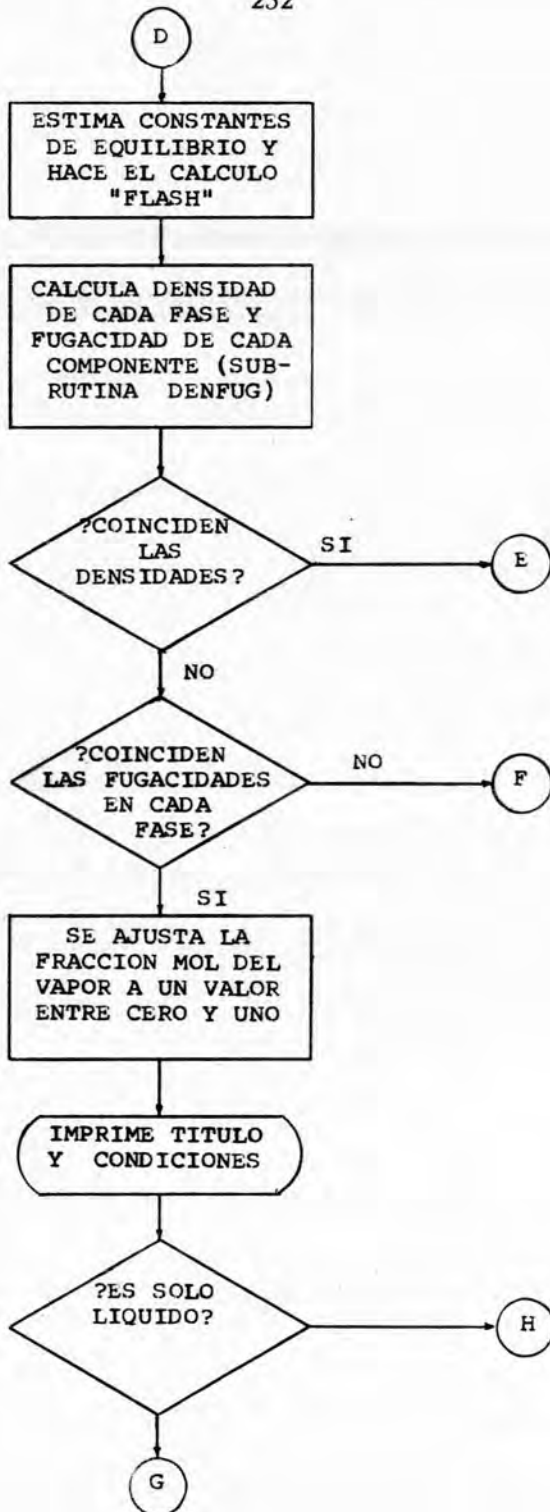 232
D
ESTIMA CONSTANTES
DE EQUILIBRIO Y
HACE EL CALCULO
"FLASH"
CALCULA DENSIDAD
DE CADA FASE Y
FUGACIDAD DE CADA
COMPONENTE (SUB-
RUTINA DENFUG)
?COINCIDEN
LAS
DENSIDADES?
SI
E
NO
?COINCIDEN
LAS FUGACIDADES
EN CADA
FASE?
NO
F
SI
SE AJUSTA LA
FRACCION MOL DEL
VAPOR A UN VALOR
ENTRE CERO Y UNO
IMPRIME TITULO
Y CONDICIONES
?ES SOLO
LIQUIDO?
H
G